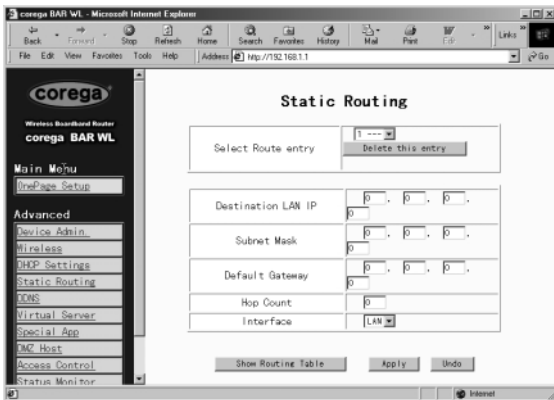 corega BAR WL - Microsoft Internet Explorer
Back Forward Stop Refresh Home Search Favorites History Mail Print Edit » Links »
File Edit View Favorites Tools Help Address http://192.168.1.1 Go
corega
Wireless Boardband Router
corega BAR WL
Main Menu
OnePage Setup
Advanced
Device Admin.
Wireless
DHCP Settings
Static Routing
DDNS
Virtual Server
Special App
DMZ Host
Access Control
Status Monitor
Static Routing
Select Route entry
1 ---
Delete this entry
Destination LAN IP
0 . 0 . 0 .
0
Subnet Mask
0 . 0 . 0 .
0
Default Gateway
0 . 0 . 0 .
0
Hop Count
0
Interface
LAN
Show Routing Table Apply Undo
Internet